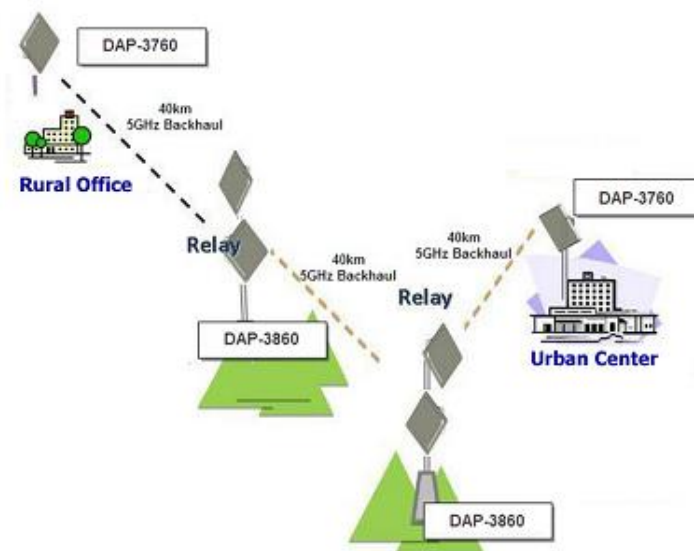 DAP-3760
40km
5GHz Backhaul
Rural Office
DAP-3760
Relay
40km
5GHz Backhaul
40km
5GHz Backhaul
Relay
DAP-3860
Urban Center
DAP-3860